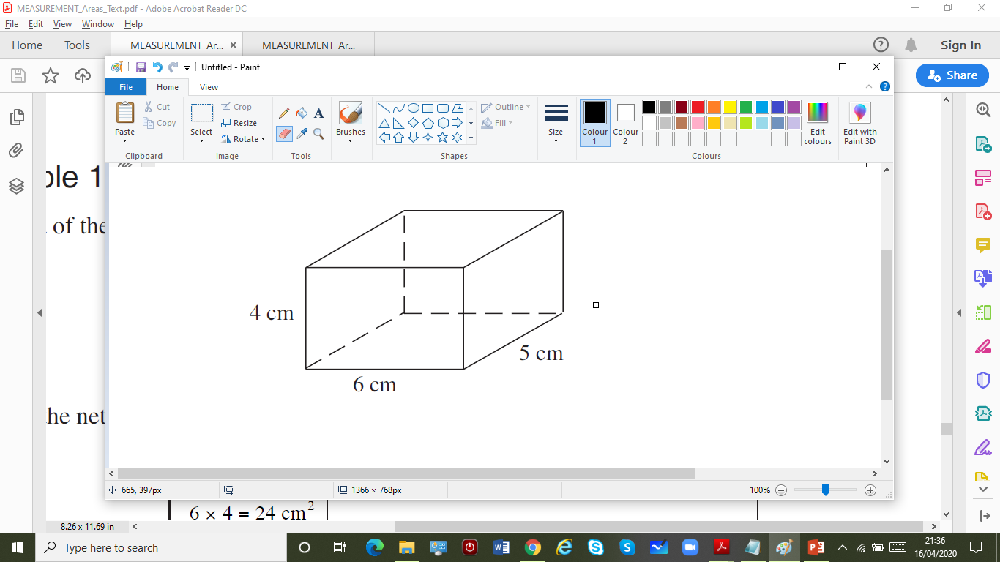 MEASUREMENT_Areas_Text.pdf - Adobe Acrobat Reader DC
File Edit View Window Help
Home Tools MEASUREMENT_Ar... × MEASUREMENT_Ar... ? Sign In
Share
Untitled - Paint
File Home View ?
Paste Cut Copy Select Crop Resize Rotate A Brushes Outline Fill Size Colour 1 Colour 2 Edit colours Edit with Paint 3D
Clipboard Image Tools Shapes Colours
ple 1
of the
4 cm
5 cm
6 cm
the net
665, 397px 1366 × 768px 100%
6 × 4 = 24 cm²
8.26 x 11.69 in
Type here to search 21:36
16/04/2020